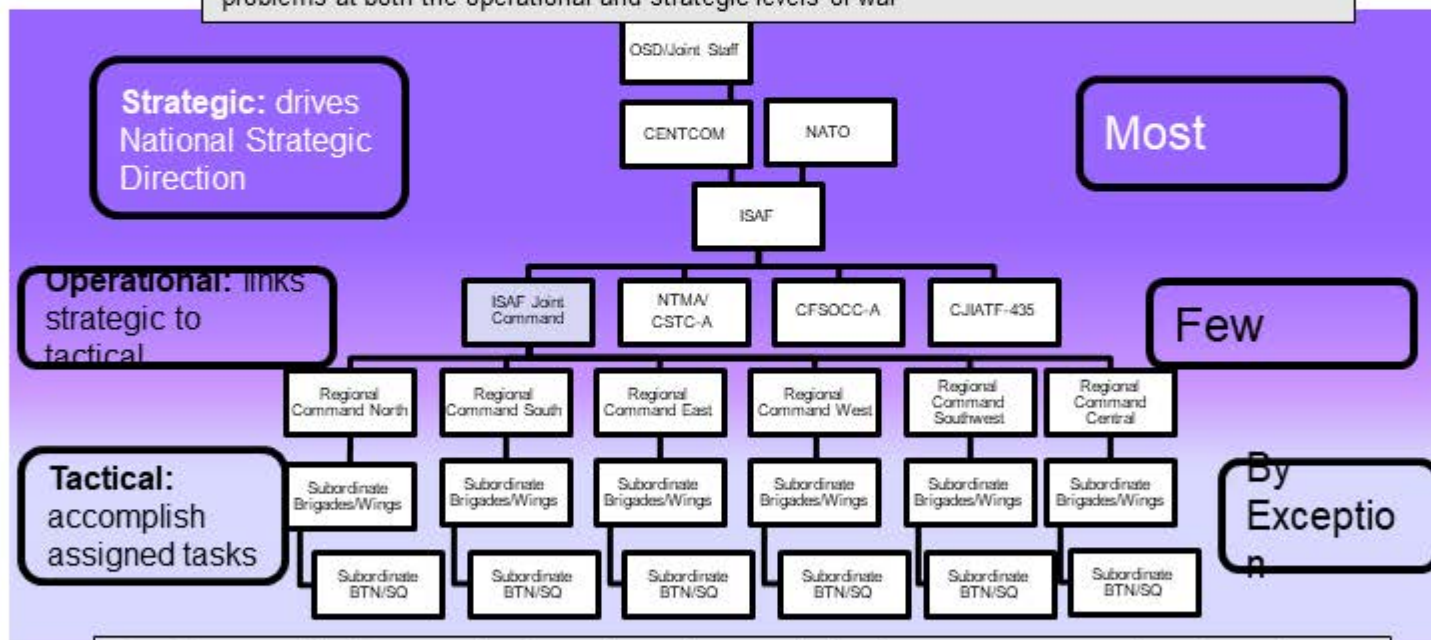 problems at both the operational and strategic levels of war
OSD/Joint Staff
Strategic: drives
National Strategic
Direction
CENTCOM
NATO
Most
ISAF
Operational: links
strategic to
tactical
ISAF Joint
Command
NTMA/
CSTC-A
CFSOCC-A
CJIATF-435
Few
Regional
Command North
Regional
Command South
Regional
Command East
Regional
Command West
Regional
Command
Southwest
Regional
Command
Central
Tactical:
accomplish
assigned tasks
Subordinate
Brigades/Wings
Subordinate
Brigades/Wings
Subordinate
Brigades/Wings
Subordinate
Brigades/Wings
Subordinate
Brigades/Wings
Subordinate
Brigades/Wings
By
Exceptio
n
Subordinate
BTN/SQ
Subordinate
BTN/SQ
Subordinate
BTN/SQ
Subordinate
BTN/SQ
Subordinate
BTN/SQ
Subordinate
BTN/SQ